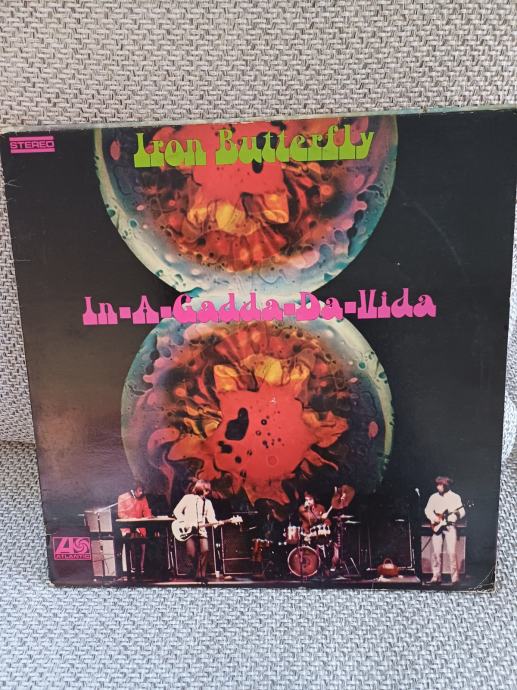 STEREO
Iron Butterfly
In-A-Gadda-Da-Vida
ATLANTIC